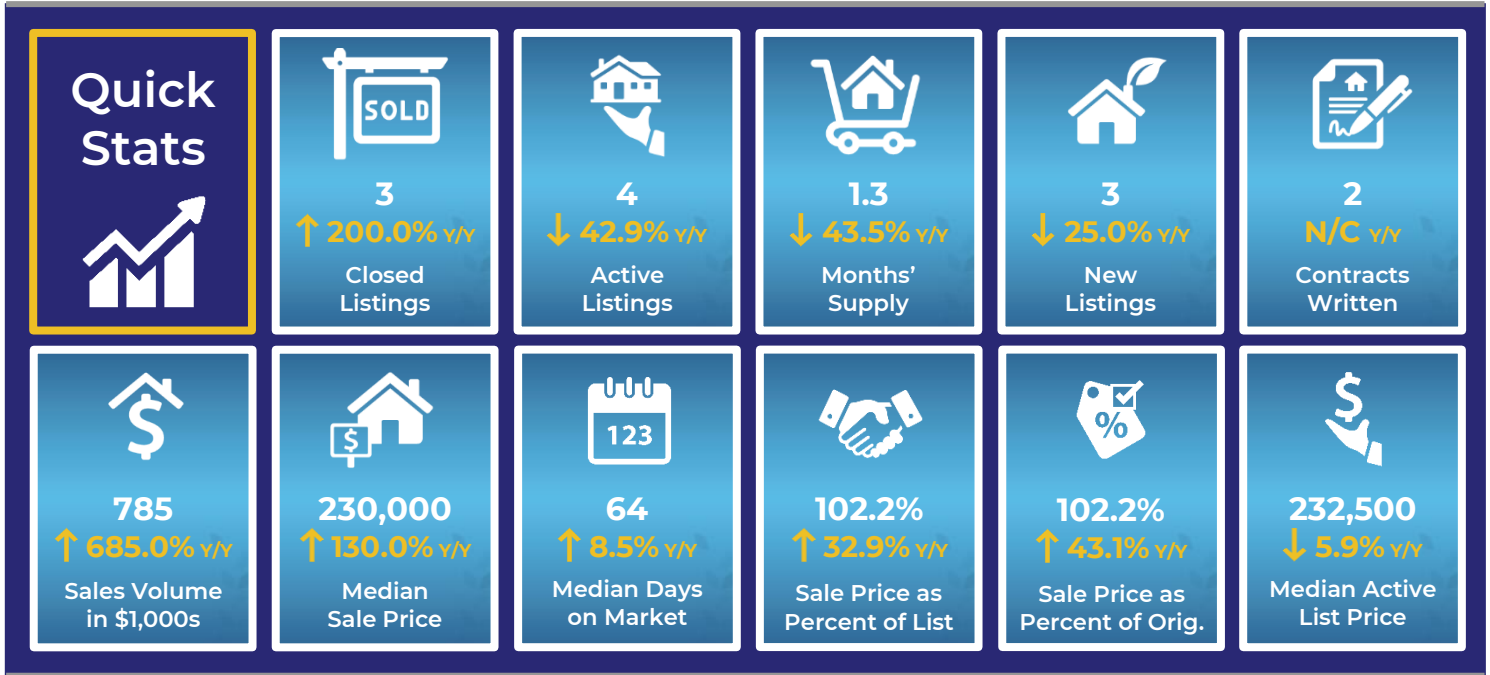 Quick
Stats
SOLD
3
↑ 200.0% Y/Y
Closed
Listings
4
↓ 42.9% Y/Y
Active
Listings
1.3
↓ 43.5% Y/Y
Months’
Supply
3
↓ 25.0% Y/Y
New
Listings
2
N/C Y/Y
Contracts
Written
$
785
↑ 685.0% Y/Y
Sales Volume
in $1,000s
$
230,000
↑ 130.0% Y/Y
Median
Sale Price
123
64
↑ 8.5% Y/Y
Median Days
on Market
102.2%
↑ 32.9% Y/Y
Sale Price as
Percent of List
%
102.2%
↑ 43.1% Y/Y
Sale Price as
Percent of Orig.
$
232,500
↓ 5.9% Y/Y
Median Active
List Price